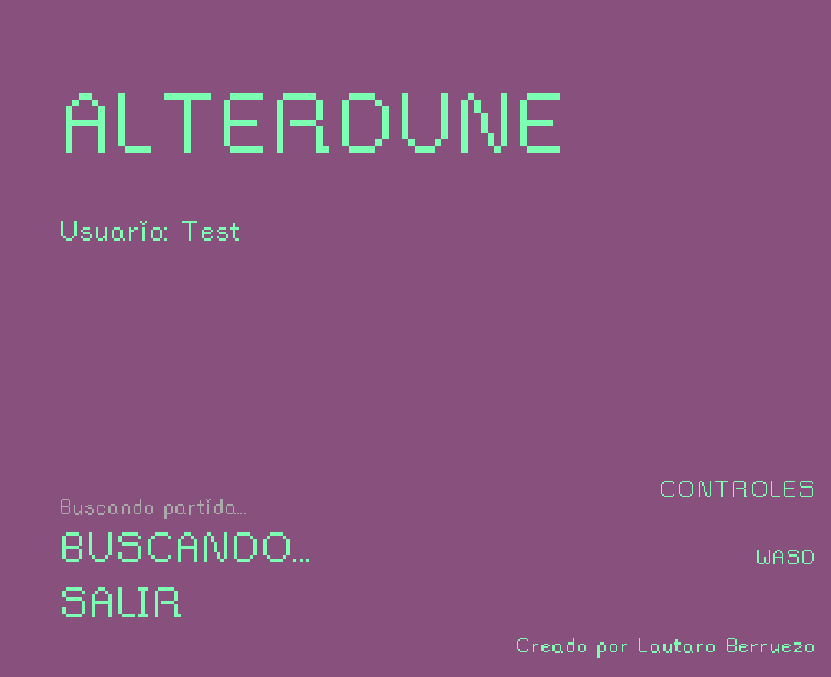 ALTERDUNE
Usuario: Test
Buscando partida...
BUSCANDO...
SALIR
CONTROLES
WASD
Creado por Lautaro Berruezo